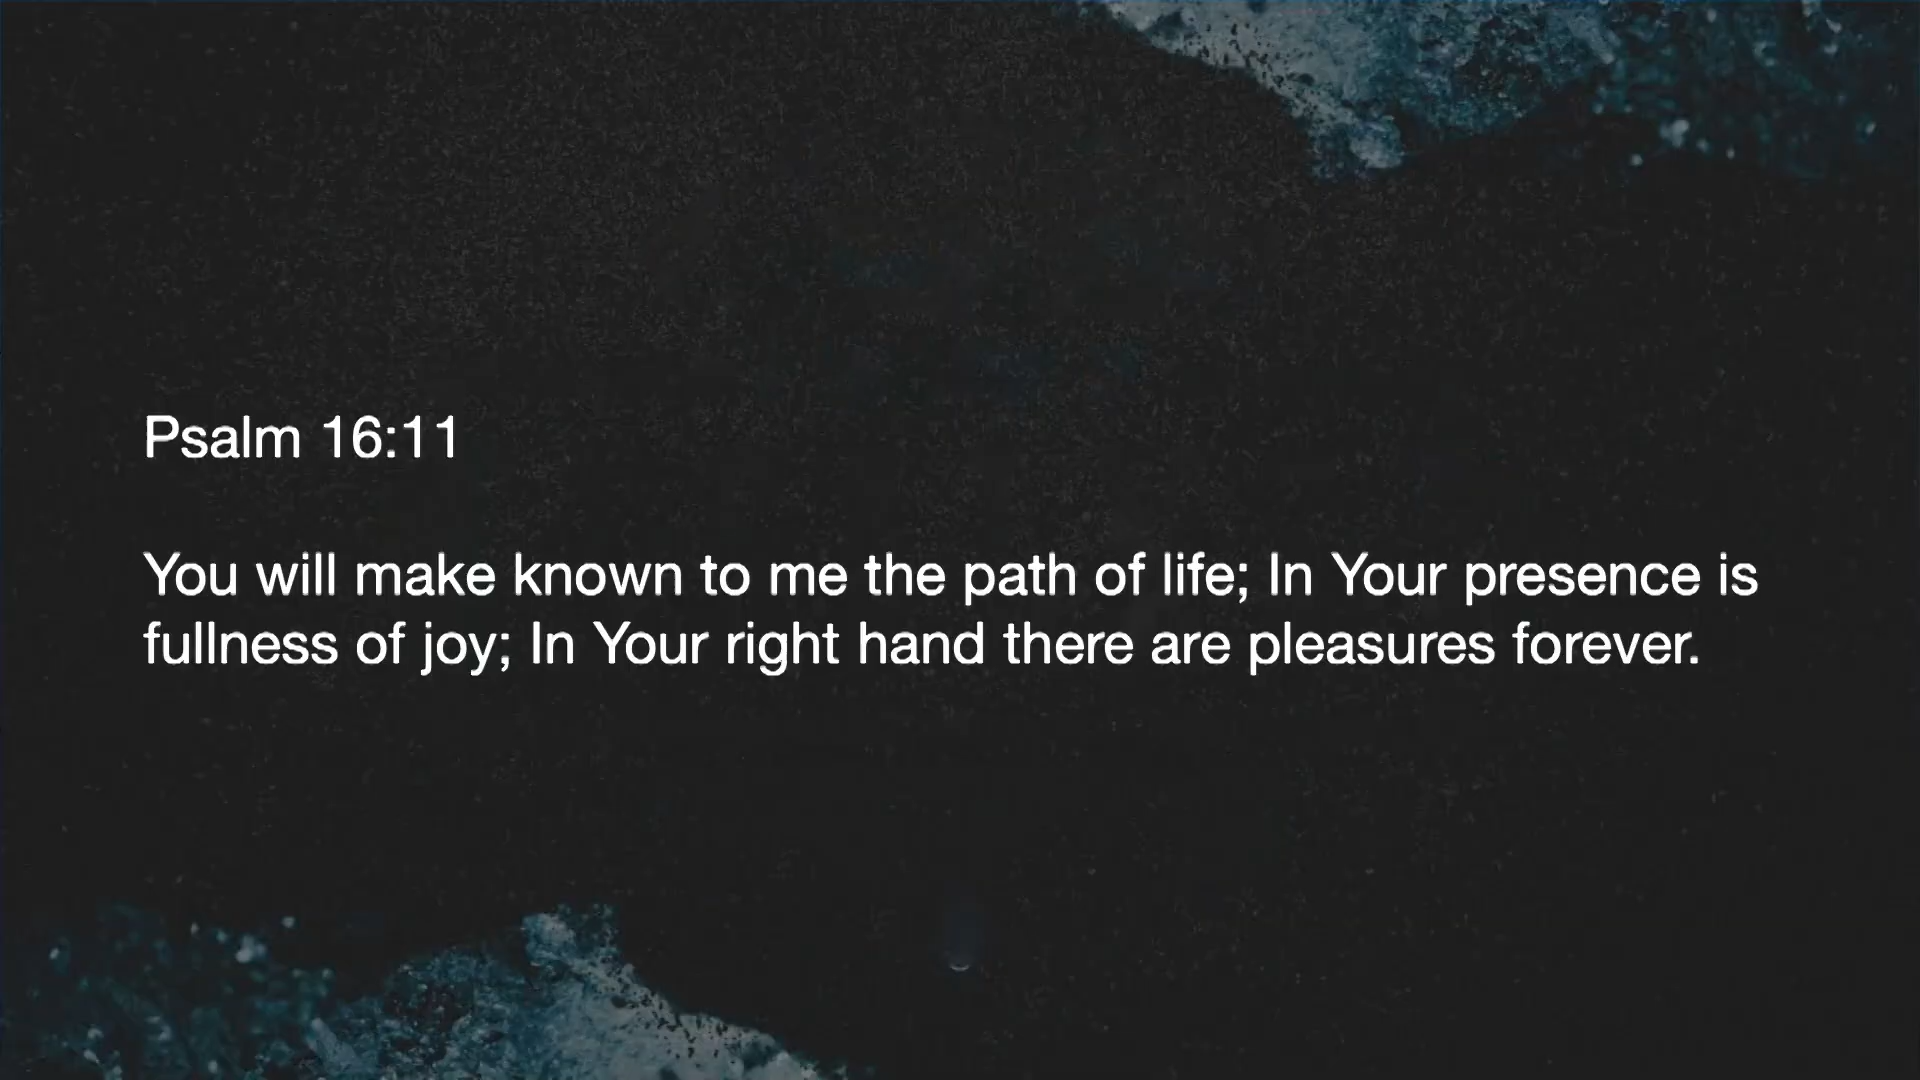 Psalm 16:11
You will make known to me the path of life; In Your presence is
fullness of joy; In Your right hand there are pleasures forever.